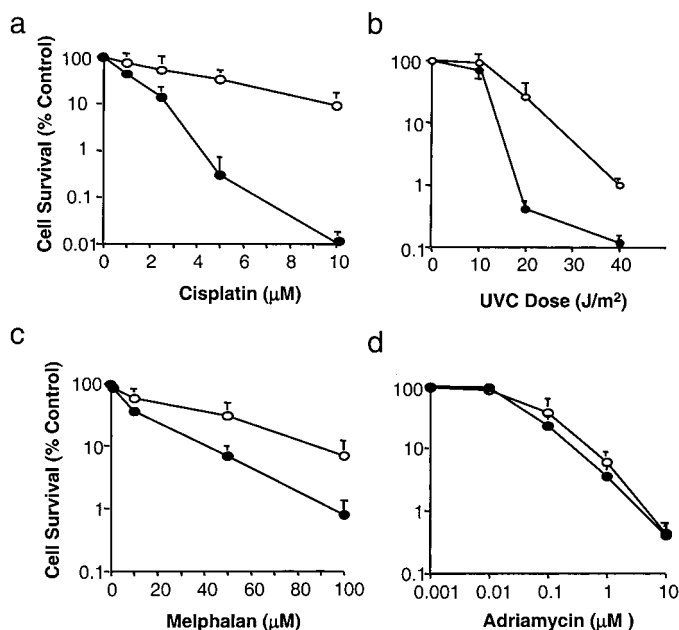 a
Cell Survival (% Control)
100
10
1
0.1
0.01
0 2 4 6 8 10
Cisplatin (μM)
b
100
10
1
0.1
0 10 20 30 40
UVC Dose (J/m²)
c
Cell Survival (% Control)
100
10
1
0.1
0 20 40 60 80 100
Melphalan (μM)
d
100
10
1
0.1
0.001 0.01 0.1 1 10
Adriamycin (μM )